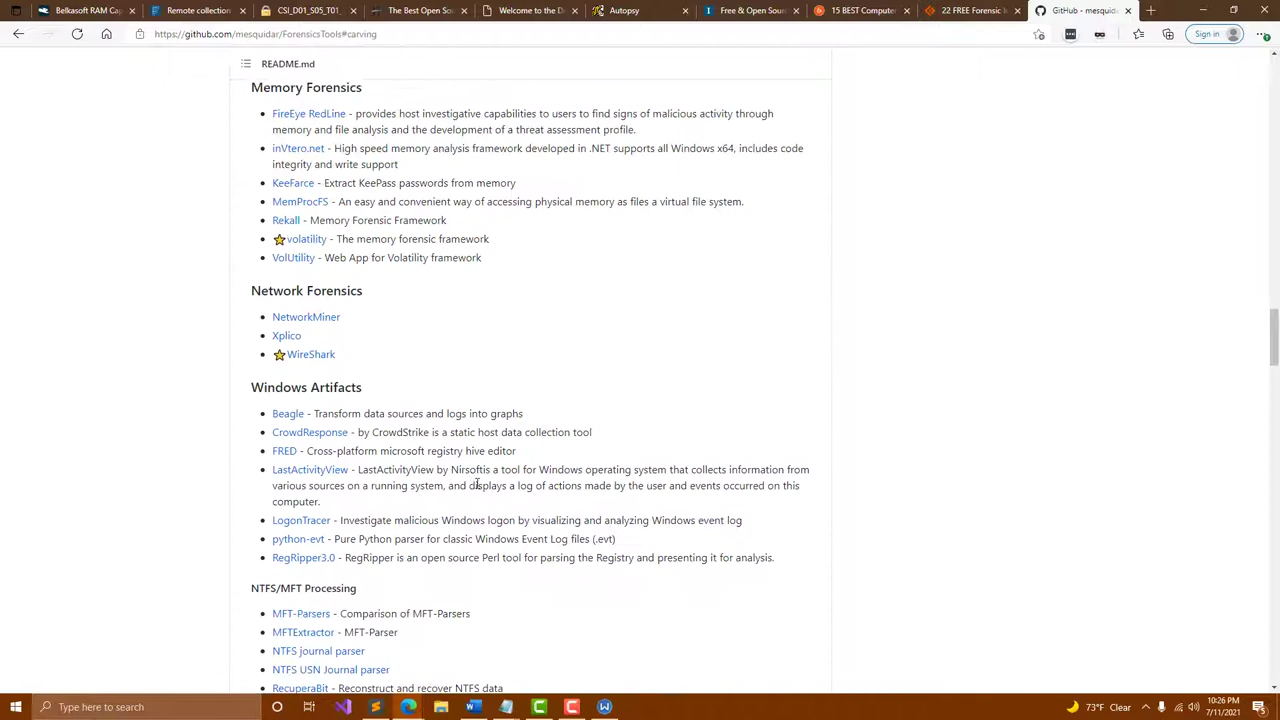 Belkasoft RAM Cap
Remote collection
CSI_D01_S05_T01_
The Best Open Sou
Welcome to the D
Autopsy
Free & Open Sour
15 BEST Computer
22 FREE Forensic I
GitHub - mesquidar
https://github.com/mesquidar/ForensicsTools#carving
Sign in
README.md
Memory Forensics
FireEye RedLine - provides host investigative capabilities to users to find signs of malicious activity through
memory and file analysis and the development of a threat assessment profile.
inVtero.net - High speed memory analysis framework developed in .NET supports all Windows x64, includes code
integrity and write support
KeeFarce - Extract KeePass passwords from memory
MemProcFS - An easy and convenient way of accessing physical memory as files a virtual file system.
Rekall - Memory Forensic Framework
volatility - The memory forensic framework
VolUtility - Web App for Volatility framework
Network Forensics
NetworkMiner
Xplico
WireShark
Windows Artifacts
Beagle - Transform data sources and logs into graphs
CrowdResponse - by CrowdStrike is a static host data collection tool
FRED - Cross-platform microsoft registry hive editor
LastActivityView - LastActivityView by Nirsoftis a tool for Windows operating system that collects information from
various sources on a running system, and displays a log of actions made by the user and events occurred on this
computer.
LogonTracer - Investigate malicious Windows logon by visualizing and analyzing Windows event log
python-evt - Pure Python parser for classic Windows Event Log files (.evt)
RegRipper3.0 - RegRipper is an open source Perl tool for parsing the Registry and presenting it for analysis.
NTFS/MFT Processing
MFT-Parsers - Comparison of MFT-Parsers
MFTExtractor - MFT-Parser
NTFS journal parser
NTFS USN Journal parser
RecuperaBit - Reconstruct and recover NTFS data
Type here to search
73°F Clear
10:26 PM
7/11/2021